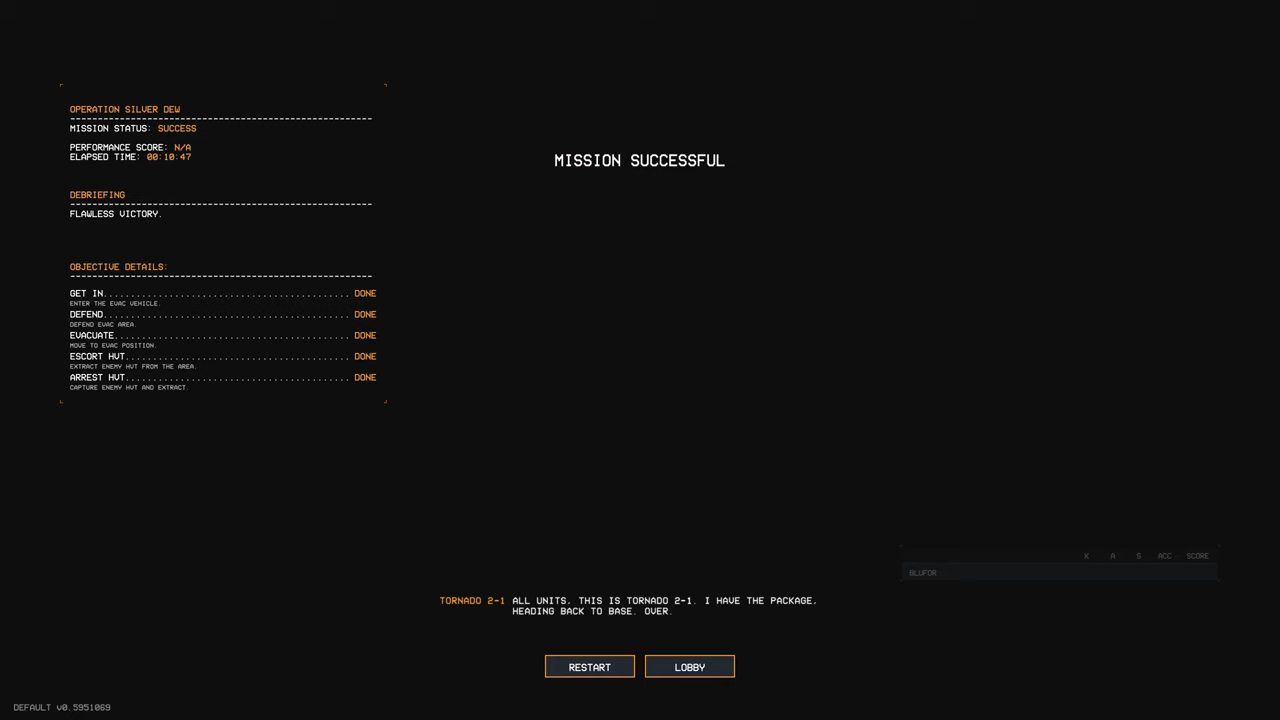 OPERATION SILVER DEW
------------------------------------------------------
MISSION STATUS: SUCCESS
PERFORMANCE SCORE: N/A
ELAPSED TIME: 00:10:47
DEBRIEFING
------------------------------------------------------
FLAWLESS VICTORY.
OBJECTIVE DETAILS:
------------------------------------------------------
GET IN............................................. DONE
ENTER THE EVAC VEHICLE.
DEFEND............................................. DONE
DEFEND EVAC AREA.
EVACUATE........................................... DONE
MOVE TO EVAC POSITION.
ESCORT HVT......................................... DONE
EXTRACT ENEMY HVT FROM THE AREA.
ARREST HVT......................................... DONE
CAPTURE ENEMY HVT AND EXTRACT.
MISSION SUCCESSFUL
K A S ACC SCORE
BLUFOR
TORNADO 2-1 ALL UNITS, THIS IS TORNADO 2-1. I HAVE THE PACKAGE,
HEADING BACK TO BASE. OVER.
RESTART LOBBY
DEFAULT v0.5951069